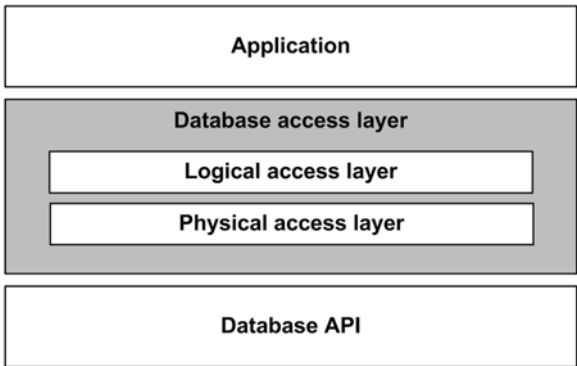 Application
Database access layer
Logical access layer
Physical access layer
Database API